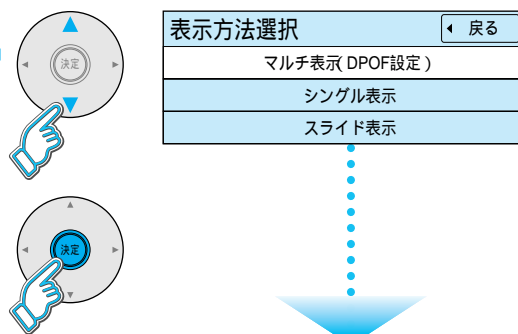 決定
表示方法選択
戻る
マルチ表示(DPOF設定)
シングル表示
スライド表示
決定